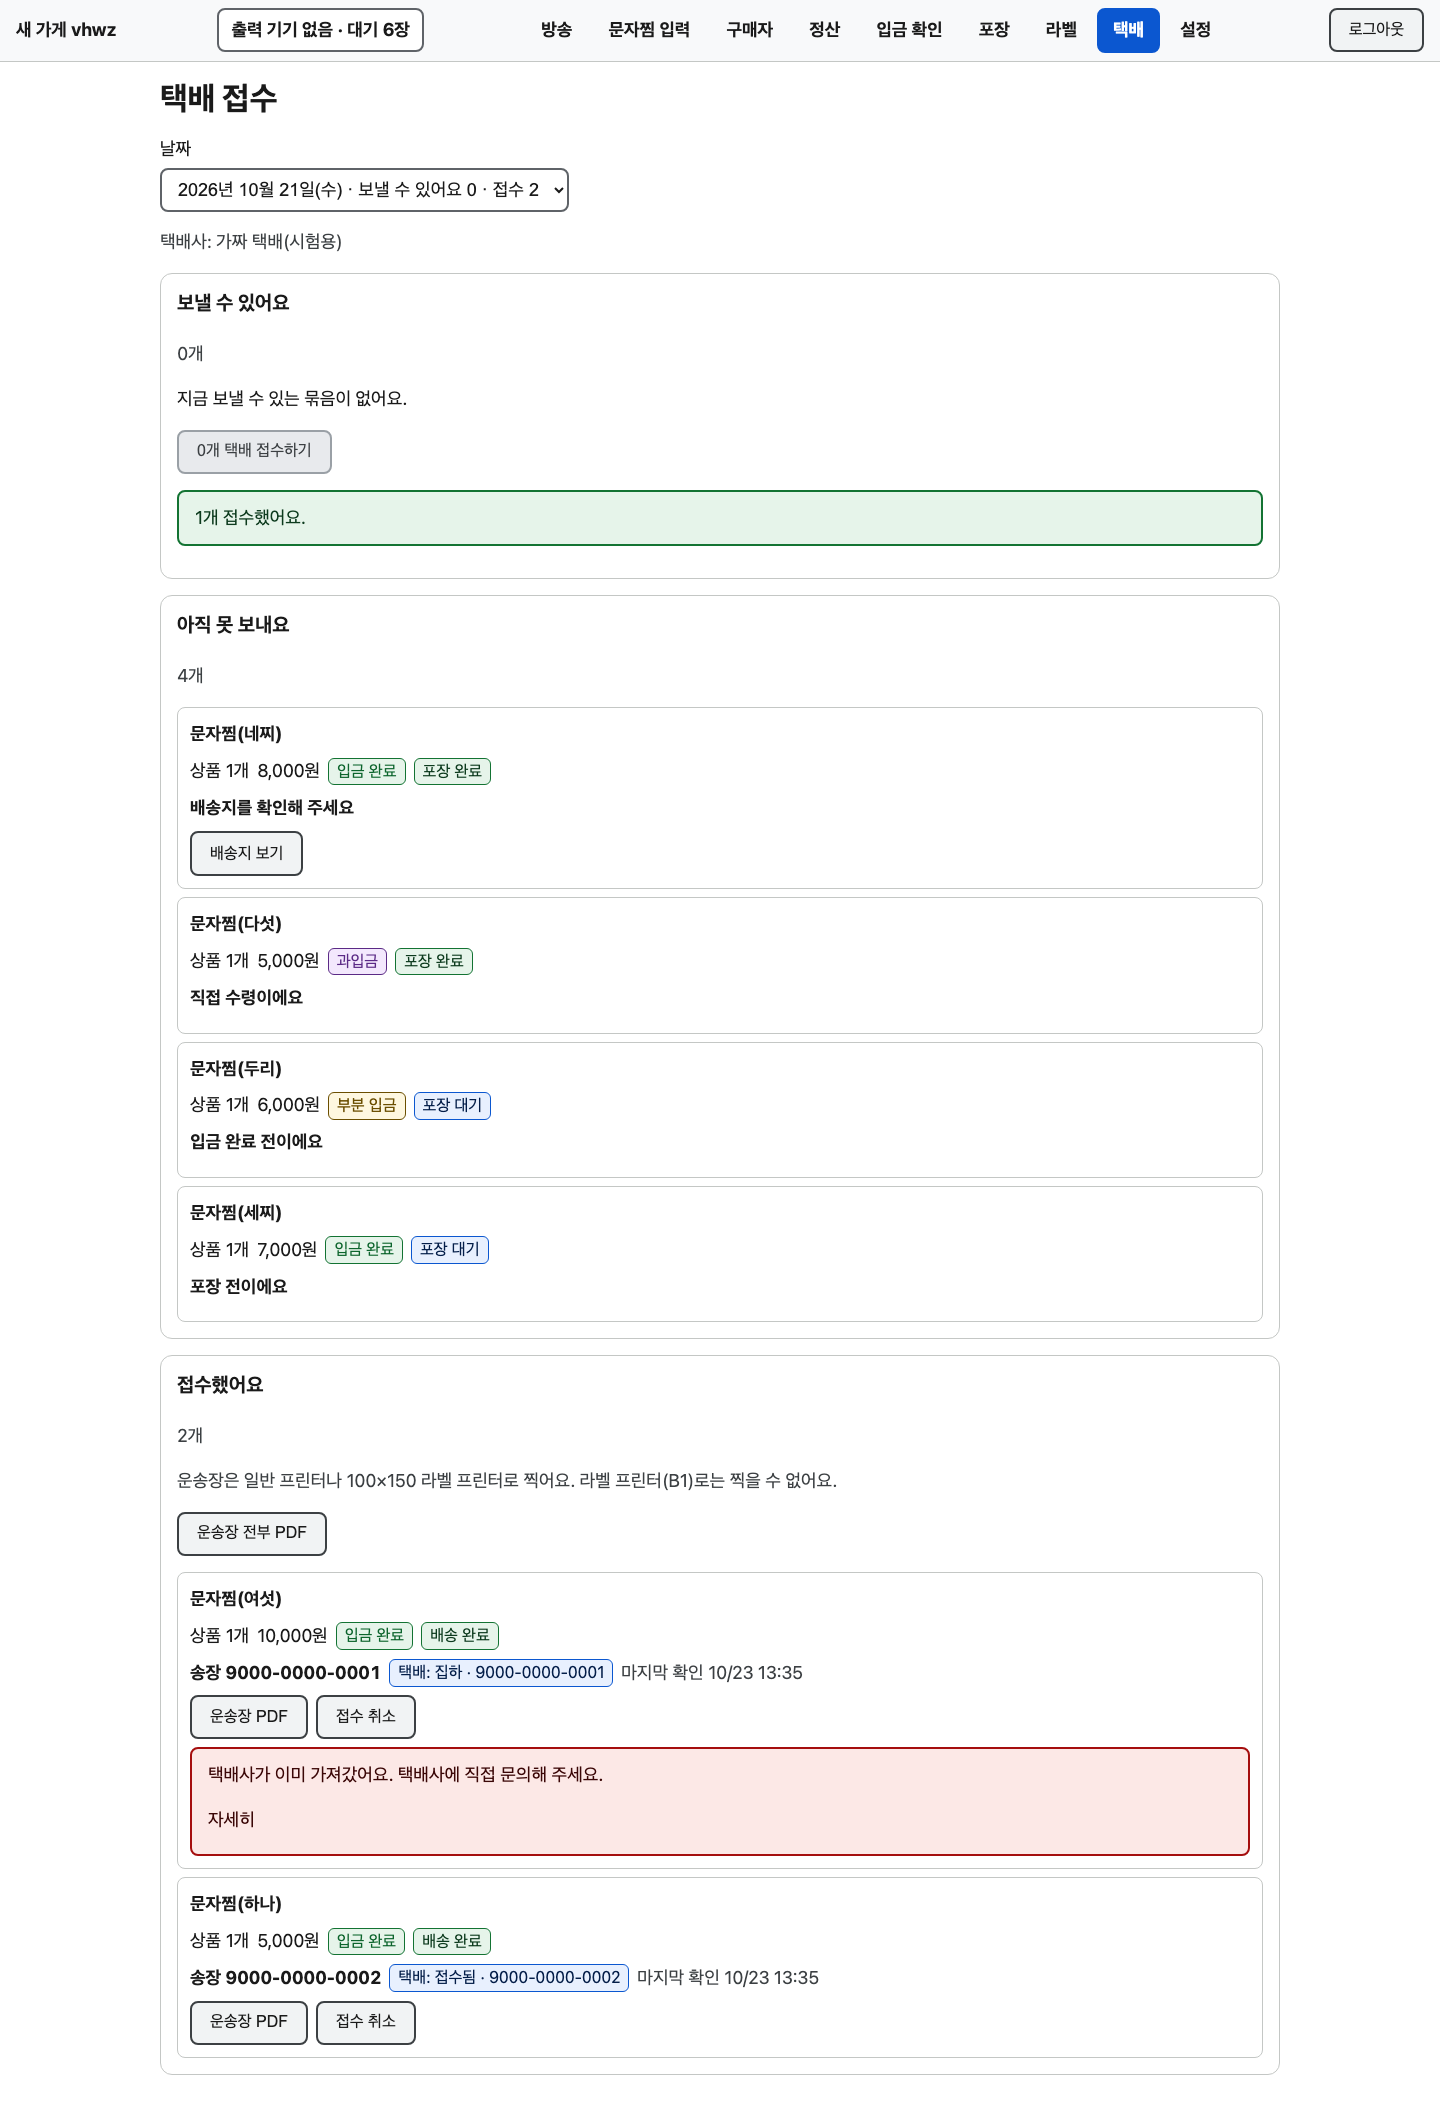 새 가게 vhwz
출력 기기 없음 · 대기 6장
방송 문자찜 입력 구매자 정산 입금 확인 포장 라벨 택배 설정
로그아웃
택배 접수
날짜
2026년 10월 21일(수) · 보낼 수 있어요 0 · 접수 2
택배사: 가짜 택배(시험용)
보낼 수 있어요
0개
지금 보낼 수 있는 묶음이 없어요.
0개 택배 접수하기
1개 접수했어요.
아직 못 보내요
4개
문자찜(네찌)
상품 1개 8,000원 입금 완료 포장 완료
배송지를 확인해 주세요
배송지 보기
문자찜(다섯)
상품 1개 5,000원 과입금 포장 완료
직접 수령이에요
문자찜(두리)
상품 1개 6,000원 부분 입금 포장 대기
입금 완료 전이에요
문자찜(세찌)
상품 1개 7,000원 입금 완료 포장 대기
포장 전이에요
접수했어요
2개
운송장은 일반 프린터나 100×150 라벨 프린터로 찍어요. 라벨 프린터(B1)로는 찍을 수 없어요.
운송장 전부 PDF
문자찜(여섯)
상품 1개 10,000원 입금 완료 배송 완료
송장 9000-0000-0001 택배: 집하 · 9000-0000-0001 마지막 확인 10/23 13:35
운송장 PDF 접수 취소
택배사가 이미 가져갔어요. 택배사에 직접 문의해 주세요.
자세히
문자찜(하나)
상품 1개 5,000원 입금 완료 배송 완료
송장 9000-0000-0002 택배: 접수됨 · 9000-0000-0002 마지막 확인 10/23 13:35
운송장 PDF 접수 취소